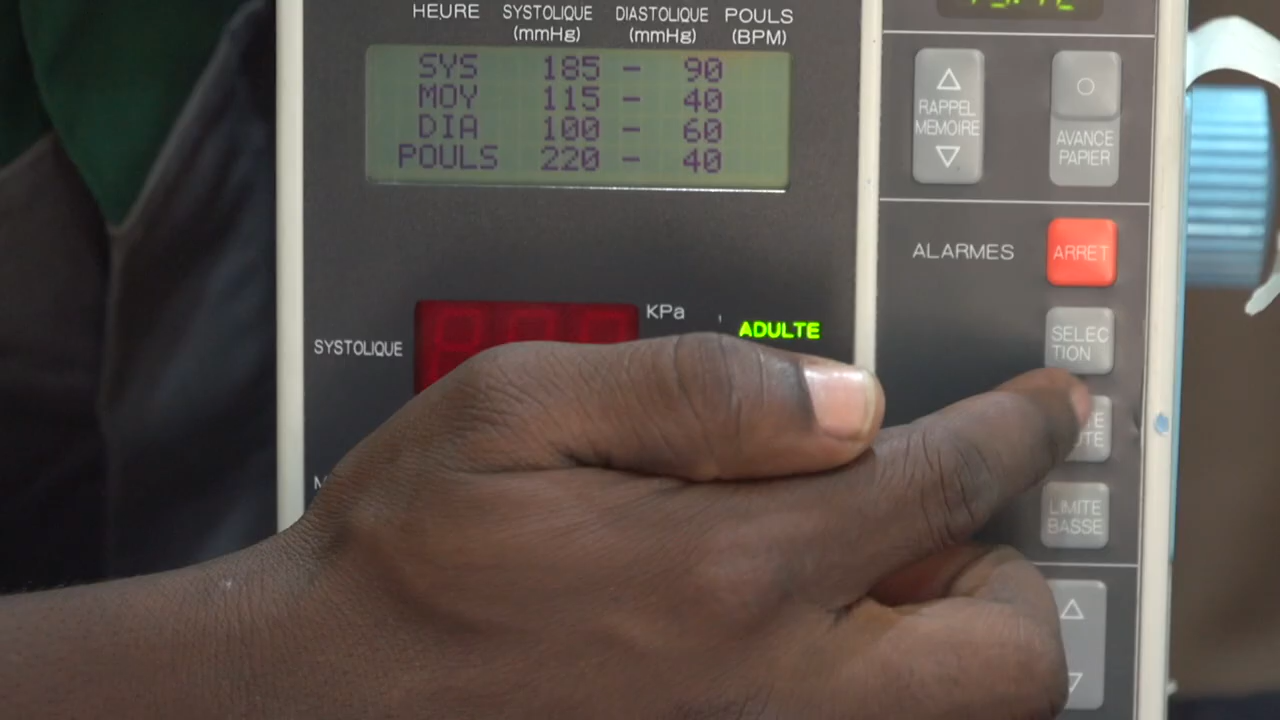 HEURE SYSTOLIQUE DIASTOLIQUE POULS
(mmHg) (mmHg) (BPM)
SYS 185 - 90
MOY 115 - 40
DIA 100 - 60
POULS 220 - 40
RAPPEL
MEMOIRE
AVANCE
PAPIER
ALARMES ARRET
KPa
ADULTE
SYSTOLIQUE
SELEC
TION
LIMITE
BASSE